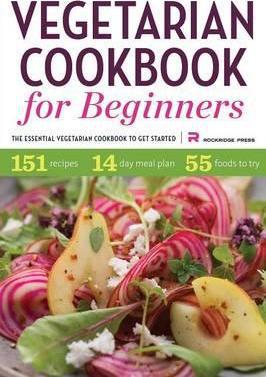 VEGETARIAN
COOKBOOK
for Beginners
THE ESSENTIAL VEGETARIAN COOKBOOK TO GET STARTED
R
ROCKRIDGE PRESS
151 recipes 14 day meal plan 55 foods to try